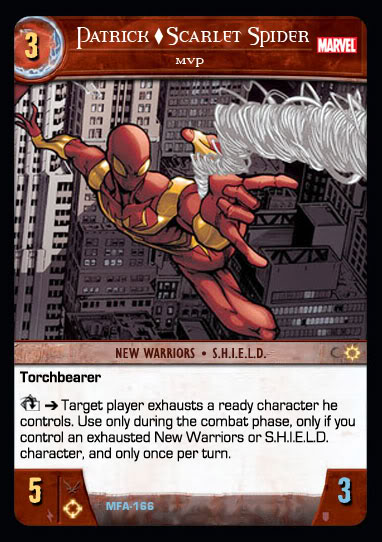 3
PATRICK ♦ SCARLET SPIDER
MVP
MARVEL
NEW WARRIORS • S.H.I.E.L.D.
C
Torchbearer
➔ Target player exhausts a ready character he
controls. Use only during the combat phase, only if you
control an exhausted New Warriors or S.H.I.E.L.D.
character, and only once per turn.
5
MFA-166
3